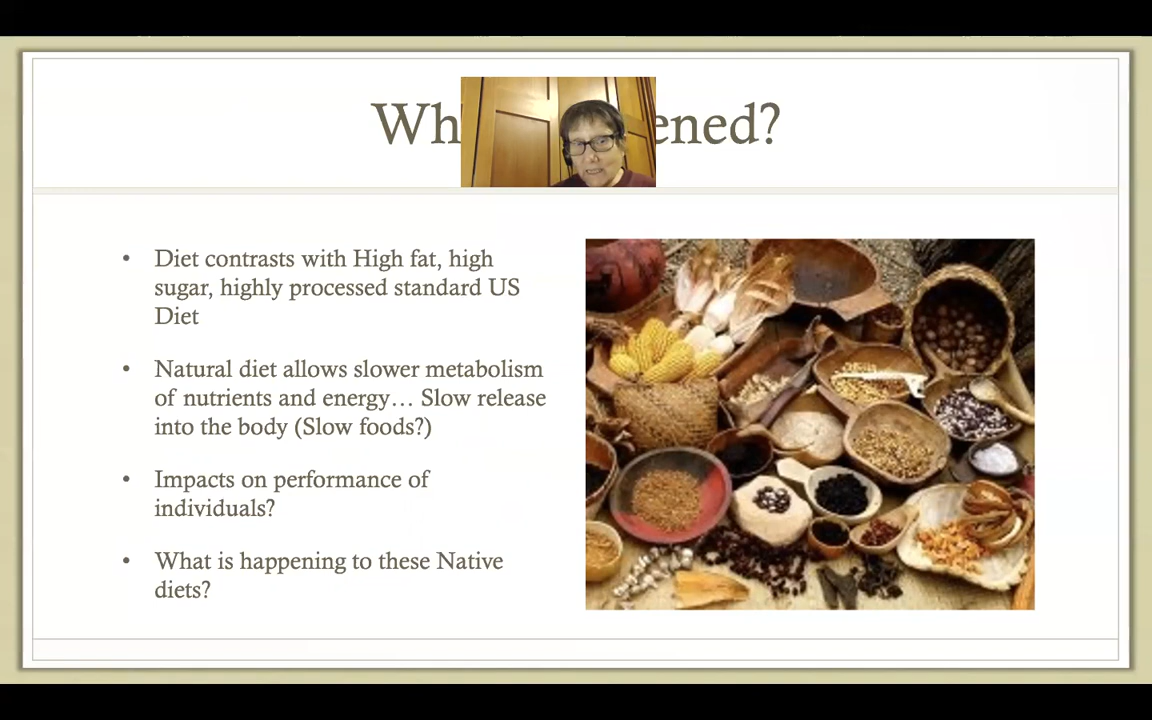 Wh ened?
• Diet contrasts with High fat, high
sugar, highly processed standard US
Diet
• Natural diet allows slower metabolism
of nutrients and energy… Slow release
into the body (Slow foods?)
• Impacts on performance of
individuals?
• What is happening to these Native
diets?